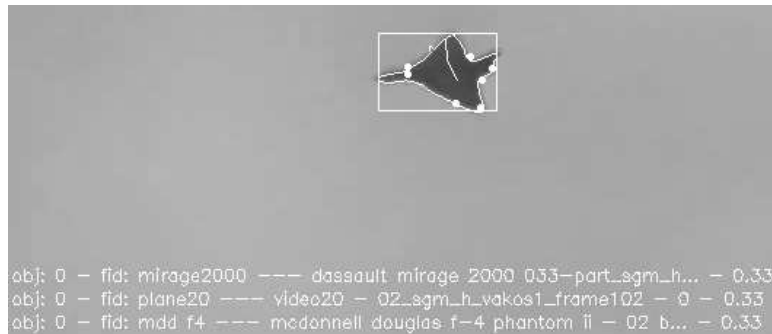 obj: 0 - fid: mirage2000 --- dassault mirage 2000 033-part_sgm_h... - 0.33
obj: 0 - fid: plane20 --- video20 - 02_sgm_h_vakos1_frame102 - 0 - 0.33
obj: 0 - fid: mdd f4 --- mcdonnell douglas f-4 phantom ii - 02 b... - 0.33